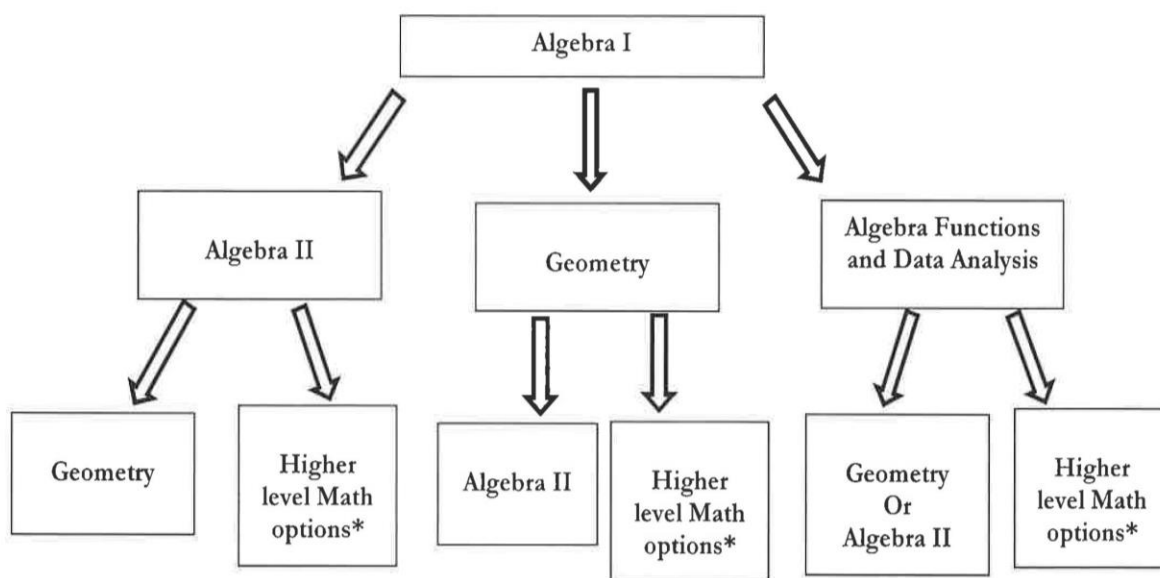 Algebra I
Algebra II
Geometry
Algebra Functions
and Data Analysis
Geometry
Higher
level Math
options*
Algebra II
Higher
level Math
options*
Geometry
Or
Algebra II
Higher
level Math
options*